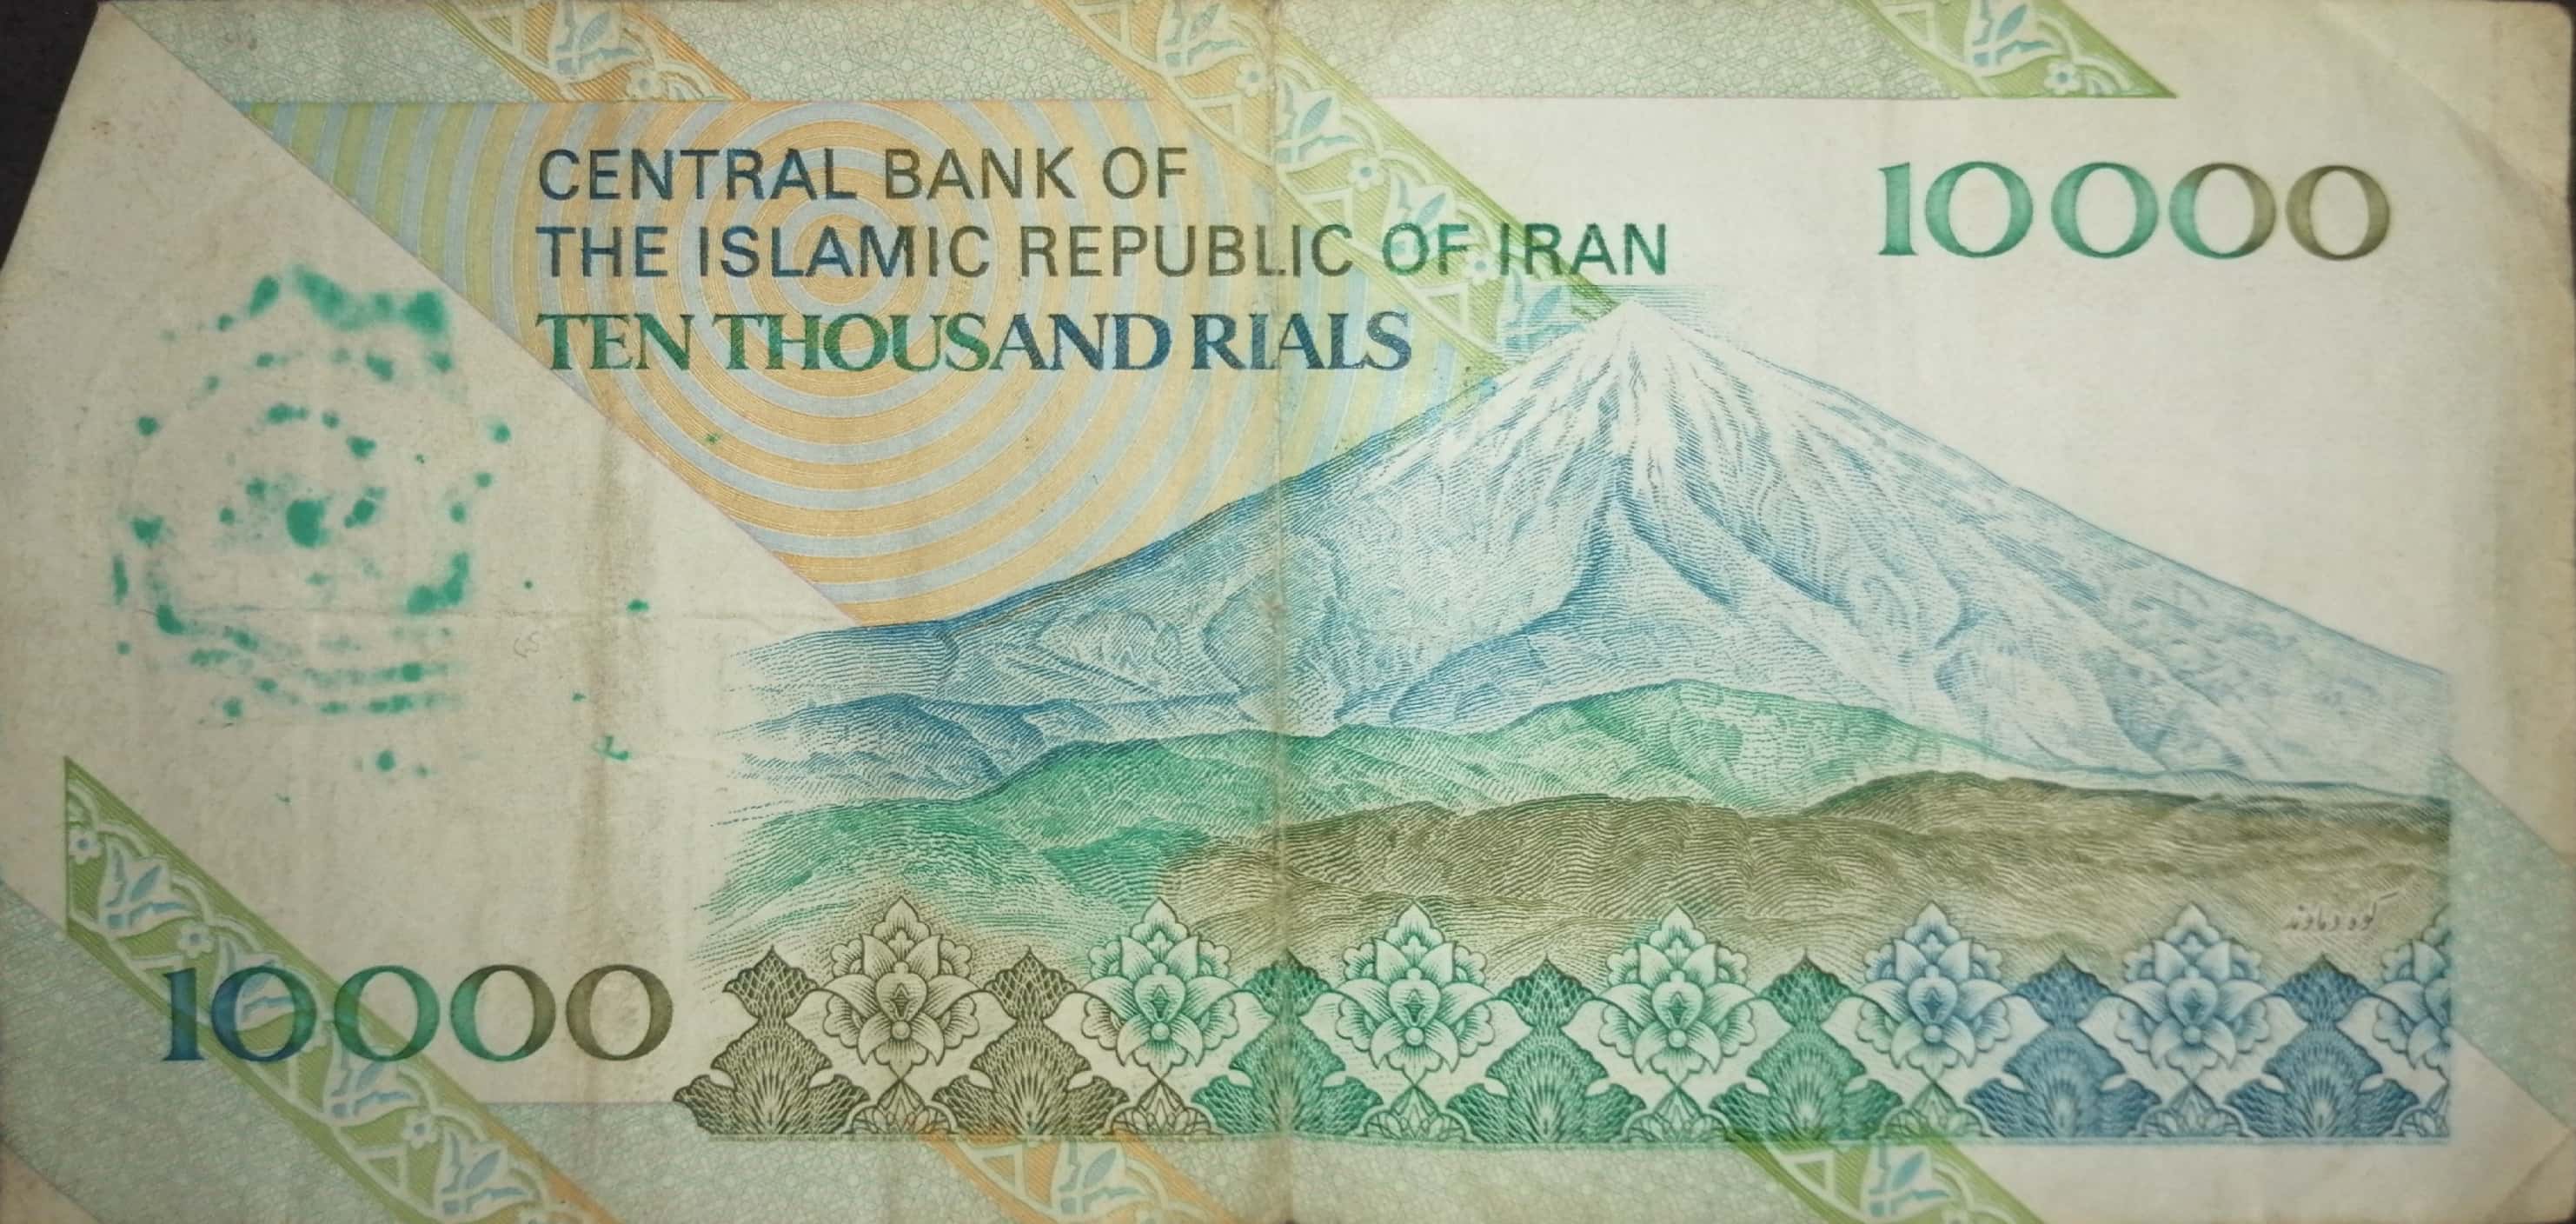 CENTRAL BANK OF
THE ISLAMIC REPUBLIC OF IRAN
TEN THOUSAND RIALS
10000
کوه دماوند
10000